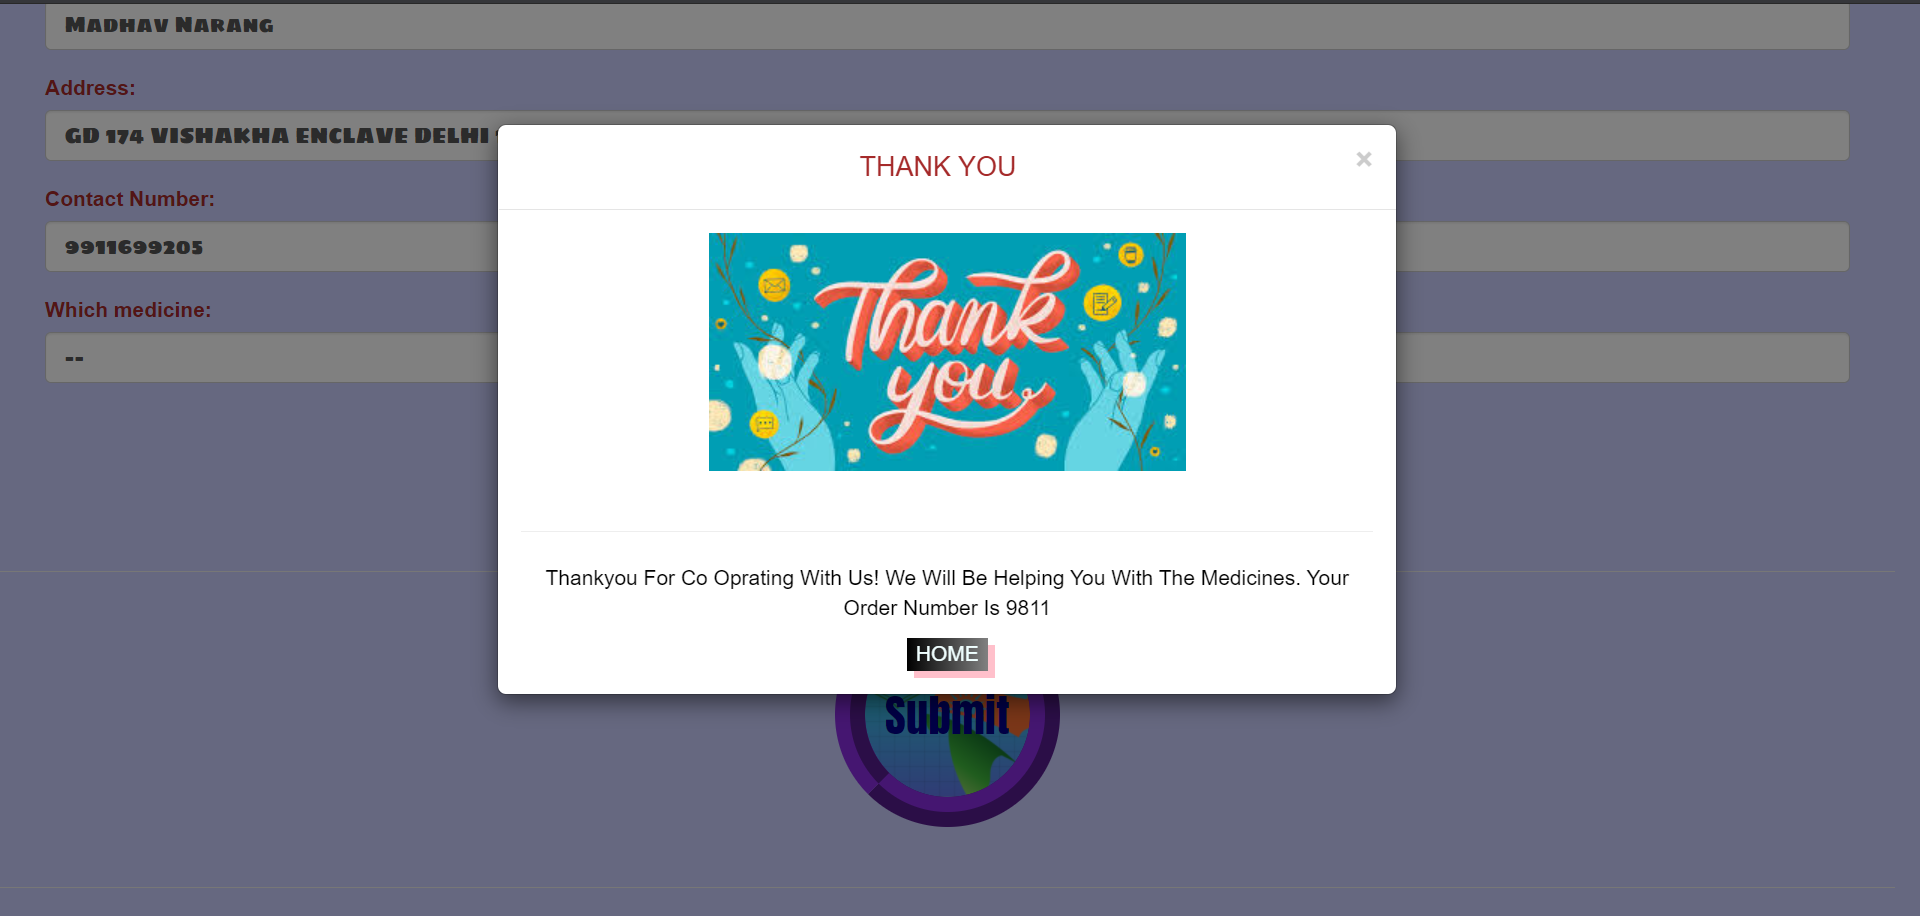 Madhav Narang
Address:
GD 174 VISHAKHA ENCLAVE DELHI
Contact Number:
9911699205
Which medicine:
--
THANK YOU
×
Thank
you
Thankyou For Co Oprating With Us! We Will Be Helping You With The Medicines. Your
Order Number Is 9811
HOME
Submit